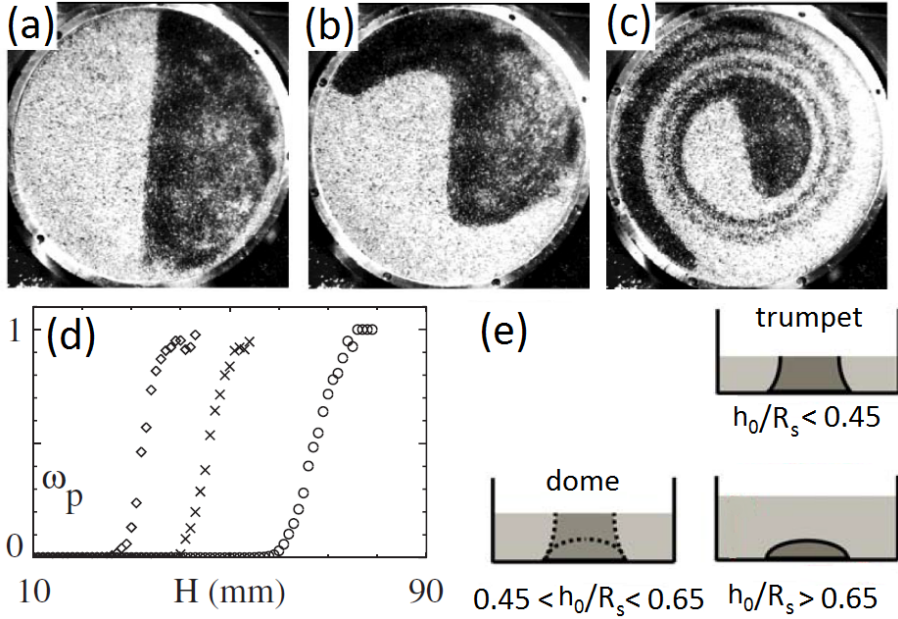 (a)
(b)
(c)
(d)
1
ωp
0
10
H (mm)
90
(e)
trumpet
h₀/Rₛ < 0.45
dome
0.45 < h₀/Rₛ < 0.65
h₀/Rₛ > 0.65